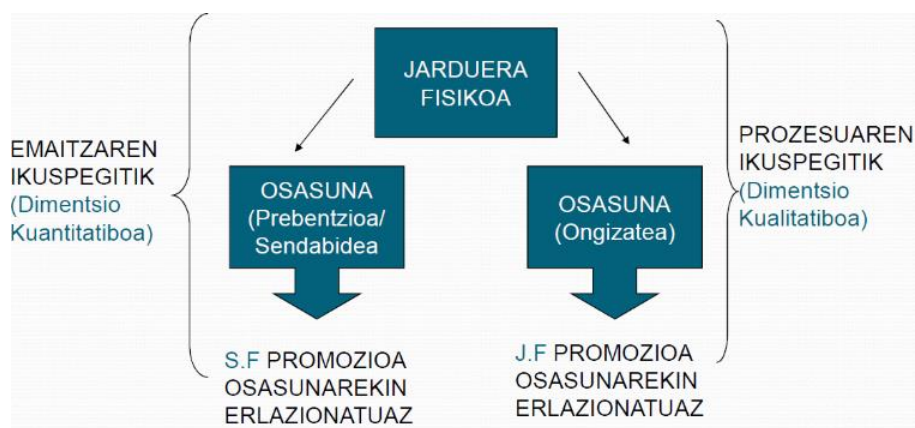 JARDUERA
FISIKOA
EMAITZAREN
IKUSPEGITIK
(Dimentsio
Kuantitatiboa)
OSASUNA
(Prebentzioa/
Sendabidea
S.F PROMOZIOA
OSASUNAREKIN
ERLAZIONATUAZ
OSASUNA
(Ongizatea)
J.F PROMOZIOA
OSASUNAREKIN
ERLAZIONATUAZ
PROZESUAREN
IKUSPEGITIK
(Dimentsio
Kualitatiboa)